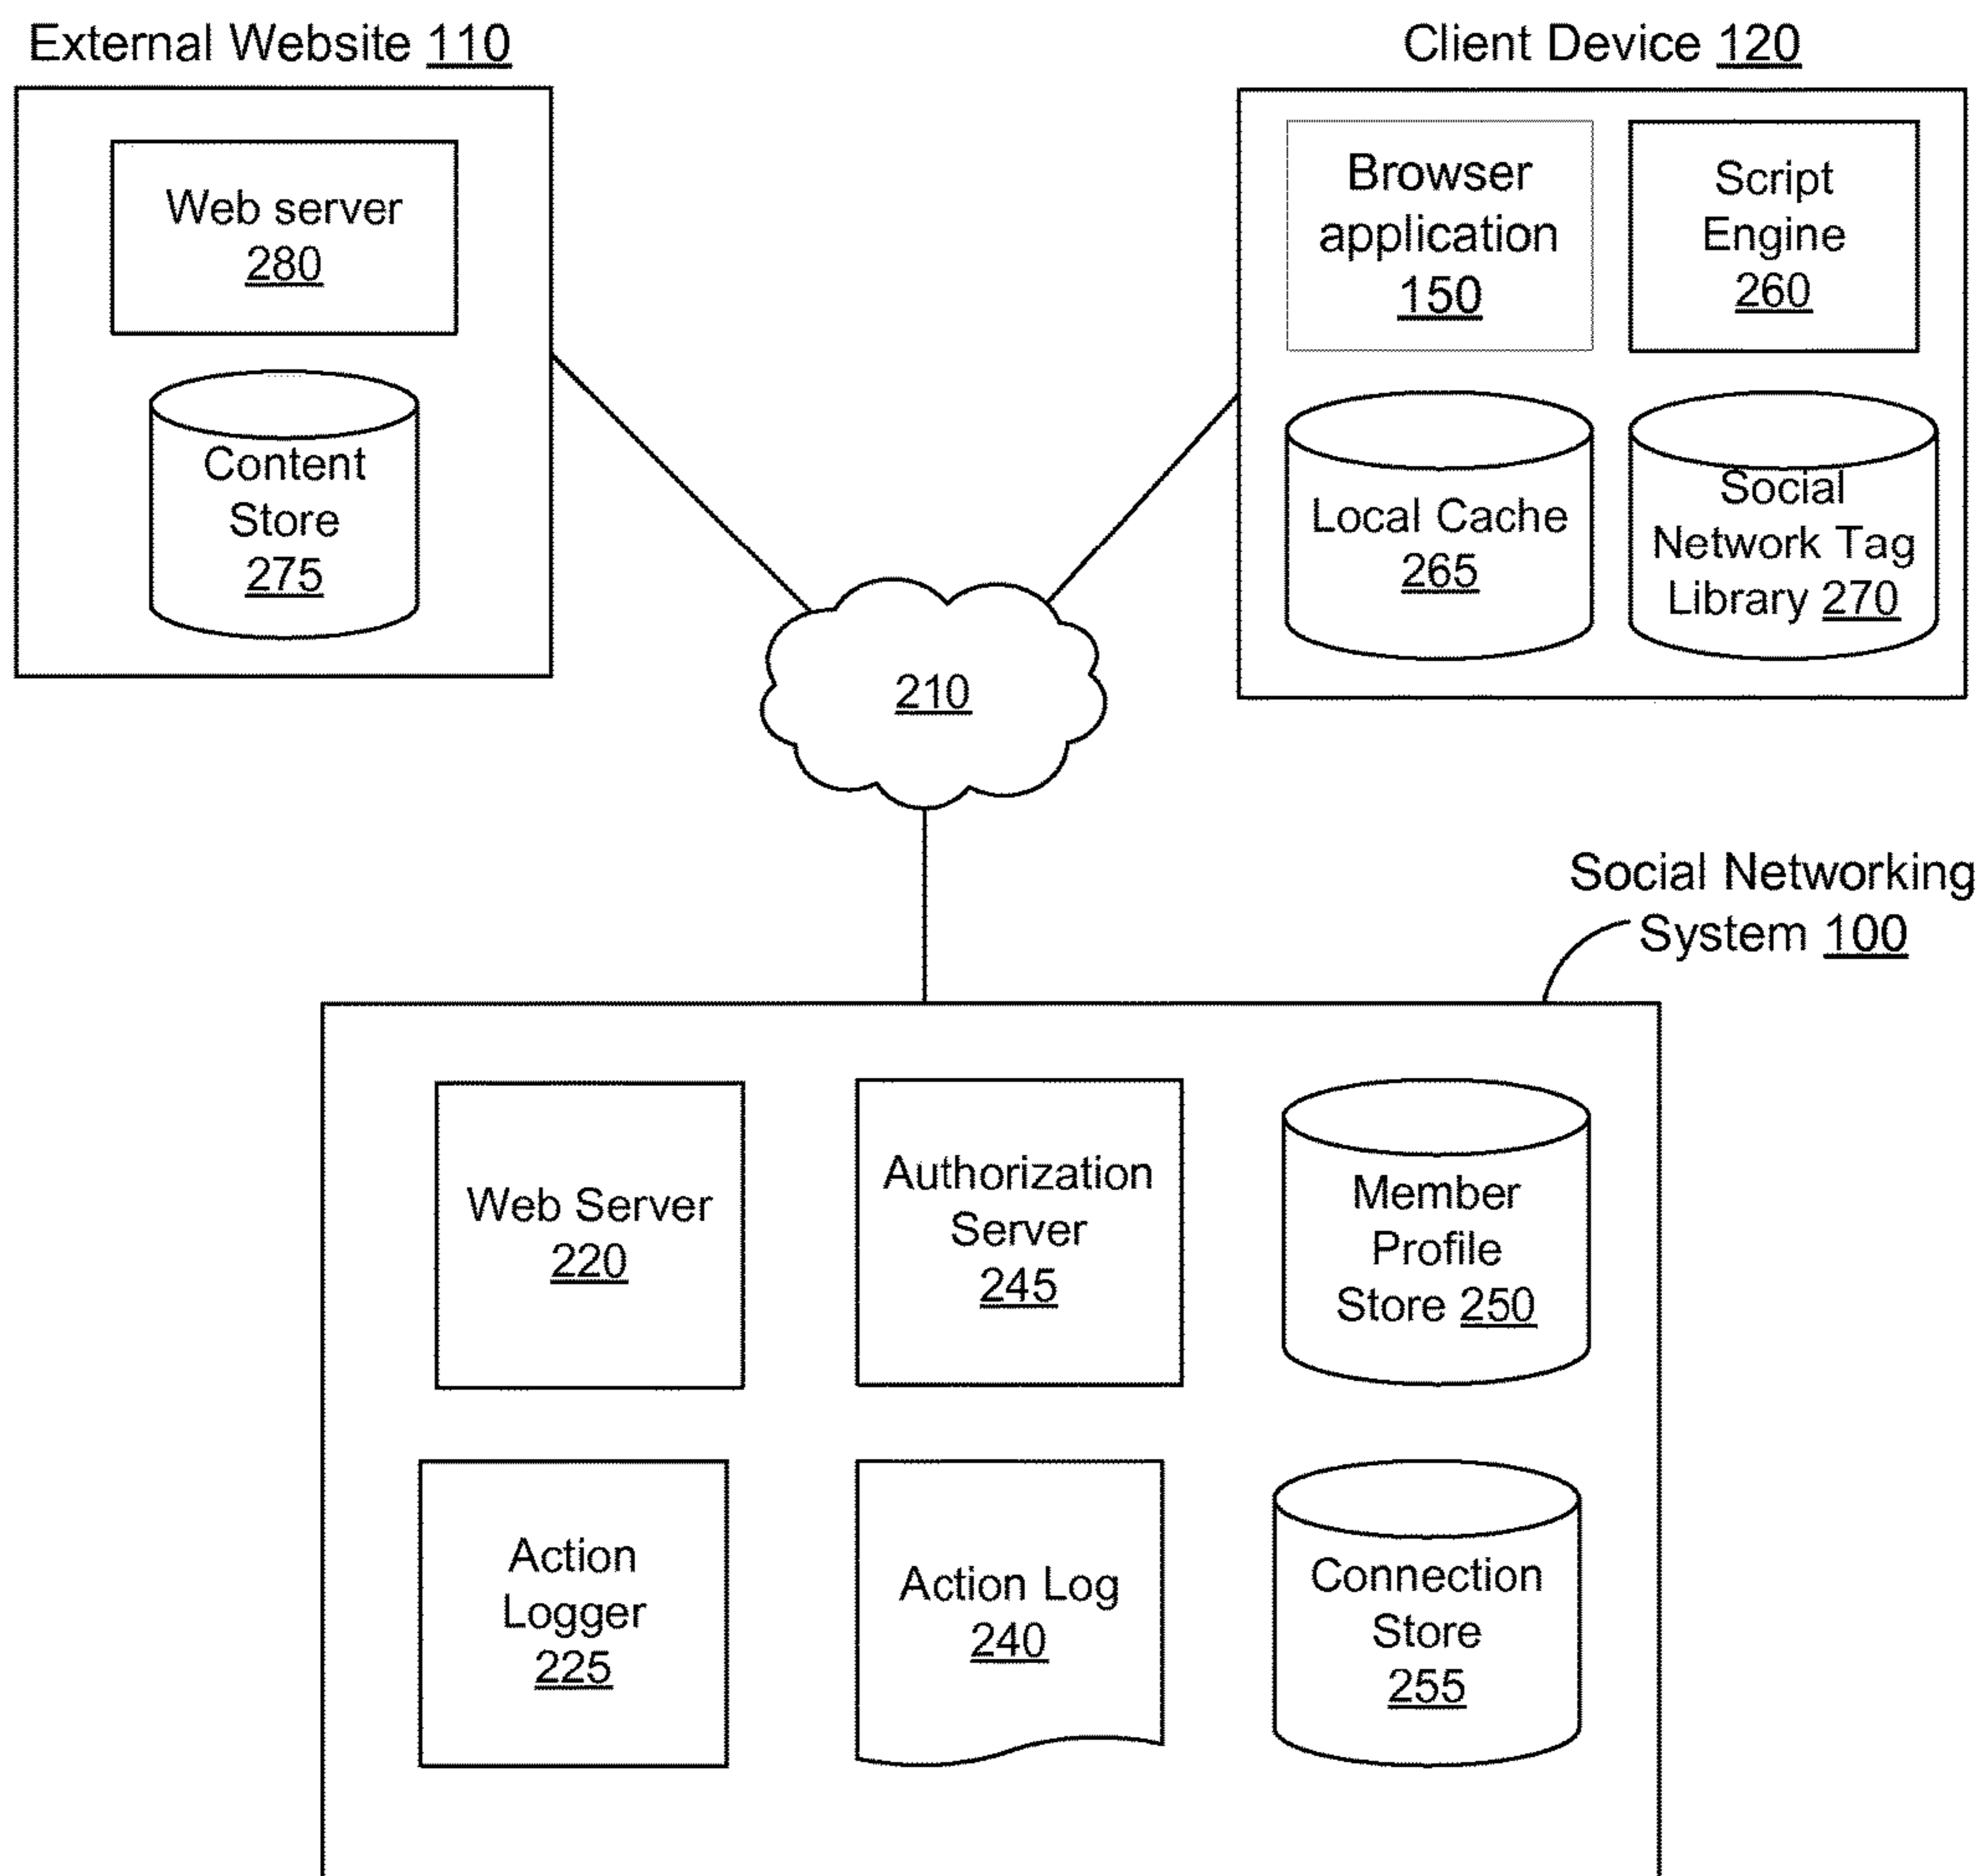 External Website 110
Client Device 120
Web server
280
Content
Store
275
Browser
application
150
Script
Engine
260
Local Cache
265
Social
Network Tag
Library 270
210
Social Networking
System 100
Web Server
220
Authorization
Server
245
Member
Profile
Store 250
Action
Logger
225
Action Log
240
Connection
Store
255